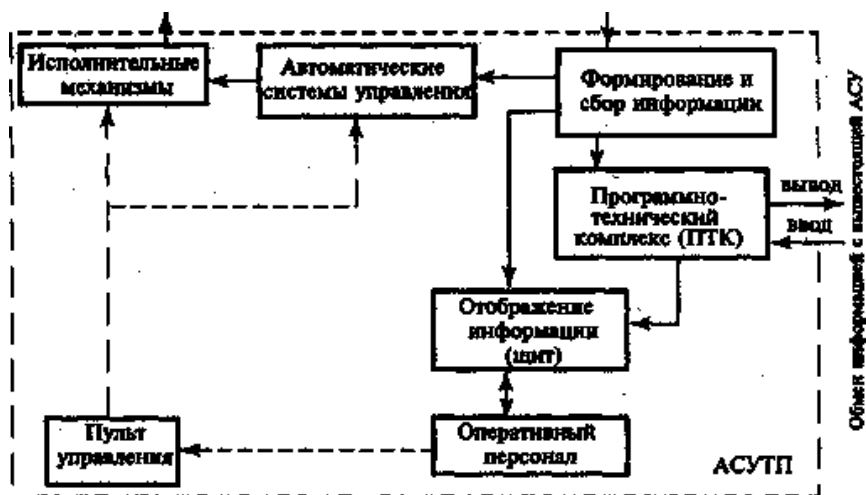 Исполнительные
механизмы
Автоматические
системы управления
Формирование и
сбор информации
Программно-
технический
комплекс (ПТК)
вывод
ввод
Обмен информацией с вышестоящей АСУ
Отображение
информации
(щит)
Пульт
управления
Оперативный
персонал
АСУТП